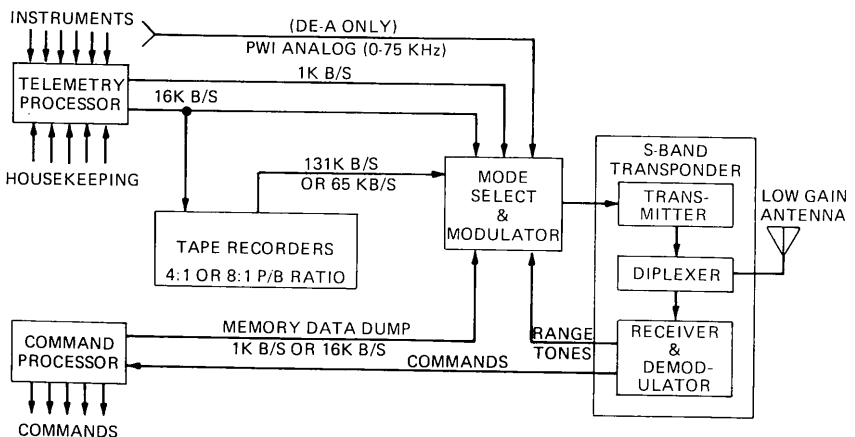 INSTRUMENTS
(DE-A ONLY)
PWI ANALOG (0-75 KHz)
TELEMETRY
PROCESSOR
1K B/S
16K B/S
HOUSEKEEPING
131K B/S
OR 65 KB/S
TAPE RECORDERS
4:1 OR 8:1 P/B RATIO
MODE
SELECT
&
MODULATOR
S-BAND
TRANSPONDER
TRANS-
MITTER
LOW GAIN
ANTENNA
DIPLEXER
RECEIVER
&
DEMOD-
ULATOR
RANGE
TONES
COMMAND
PROCESSOR
MEMORY DATA DUMP
1K B/S OR 16K B/S
COMMANDS
COMMANDS